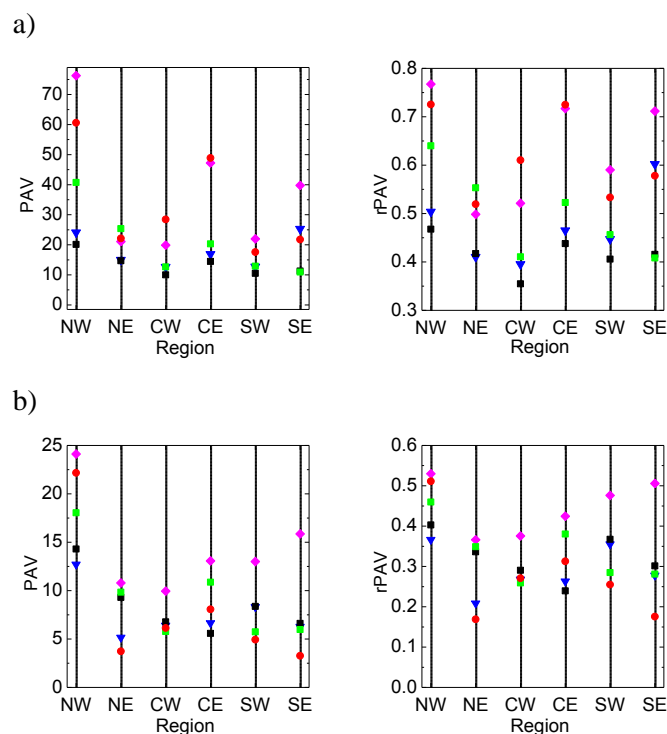 a)
PAV
70
60
50
40
30
20
10
0
NW NE CW CE SW SE
Region
rPAV
0.8
0.7
0.6
0.5
0.4
0.3
NW NE CW CE SW SE
Region
b)
PAV
25
20
15
10
5
0
NW NE CW CE SW SE
Region
rPAV
0.6
0.5
0.4
0.3
0.2
0.1
0.0
NW NE CW CE SW SE
Region